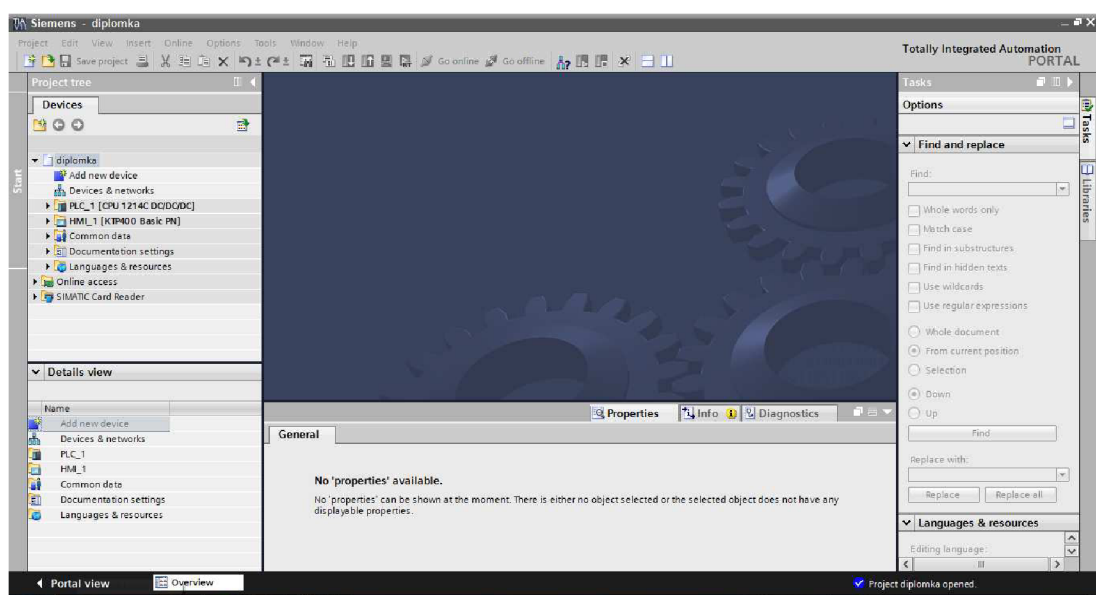 Siemens - diplomka
Project Edit View Insert Online Options Tools Window Help
Save project Go online Go offline
Totally Integrated Automation
PORTAL
Start
Project tree
Devices
diplomka
Add new device
Devices & networks
PLC_1 [CPU 1214C DC/DC/DC]
HMI_1 [KTP400 Basic PN]
Common data
Documentation settings
Languages & resources
Online access
SIMATIC Card Reader
Details view
Name
Add new device
Devices & networks
PLC_1
HMI_1
Common data
Documentation settings
Languages & resources
Properties Info Diagnostics
General
No 'properties' available.
No 'properties' can be shown at the moment. There is either no object selected or the selected object does not have any
displayable properties.
Tasks
Options
Find and replace
Find:
Whole words only
Match case
Find in substructures
Find in hidden texts
Use wildcards
Use regular expressions
Whole document
From current position
Selection
Down
Up
Find
Replace with:
Replace Replace all
Languages & resources
Editing language:
Tasks
Libraries
Portal view Overview
Project diplomka opened.